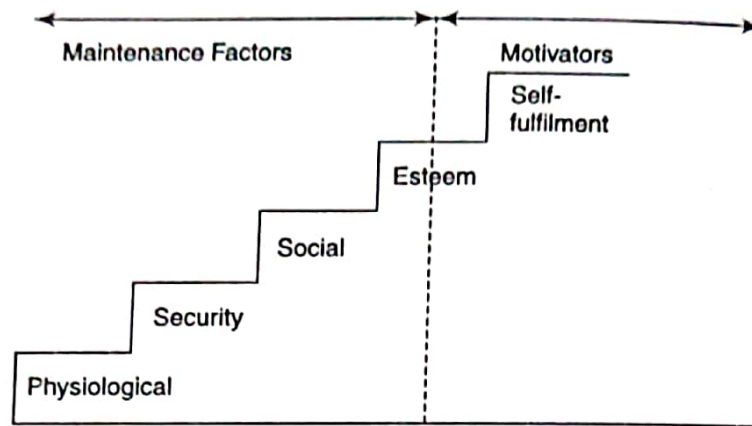 Maintenance Factors
Motivators
Self-
fulfilment
Esteem
Social
Security
Physiological